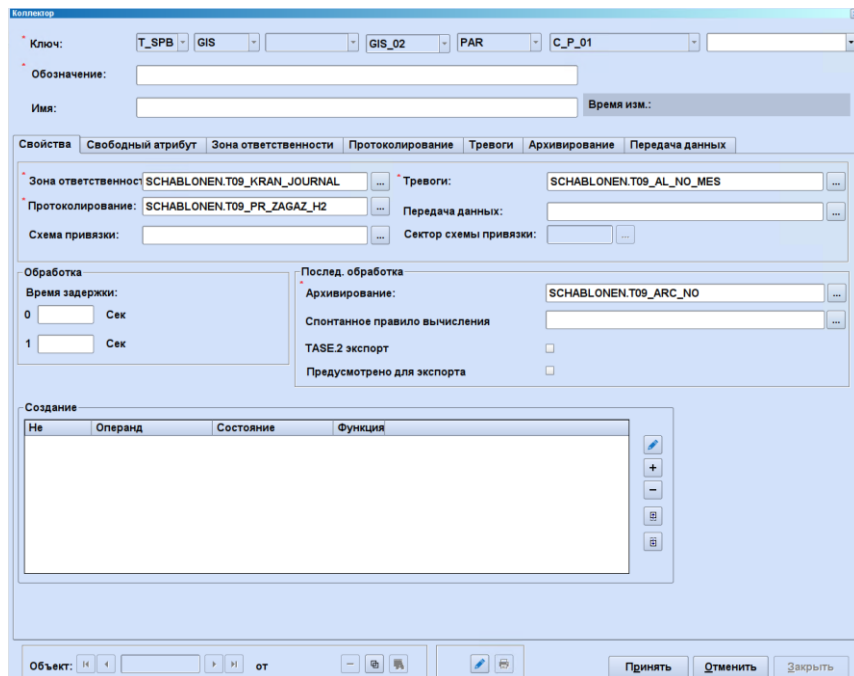 Коллектор
* Ключ: T_SPB GIS GIS_02 PAR C_P_01
* Обозначение:
Имя: Время изм.:
Свойства Свободный атрибут Зона ответственности Протоколирование Тревоги Архивирование Передача данных
* Зона ответственност SCHABLONEN.T09_KRAN_JOURNAL ... * Тревоги: SCHABLONEN.T09_AL_NO_MES ...
* Протоколирование: SCHABLONEN.T09_PR_ZAGAZ_H2 ... Передача данных: ...
Схема привязки: ... Сектор схемы привязки: ...
Обработка Послед. обработка
Время задержки: * Архивирование: SCHABLONEN.T09_ARC_NO ...
0 Сек Спонтанное правило вычисления ...
1 Сек TASE.2 экспорт
Предусмотрено для экспорта
Создание
Не Операнд Состояние Функция
+
−
Объект: от − Принять Отменить Закрыть